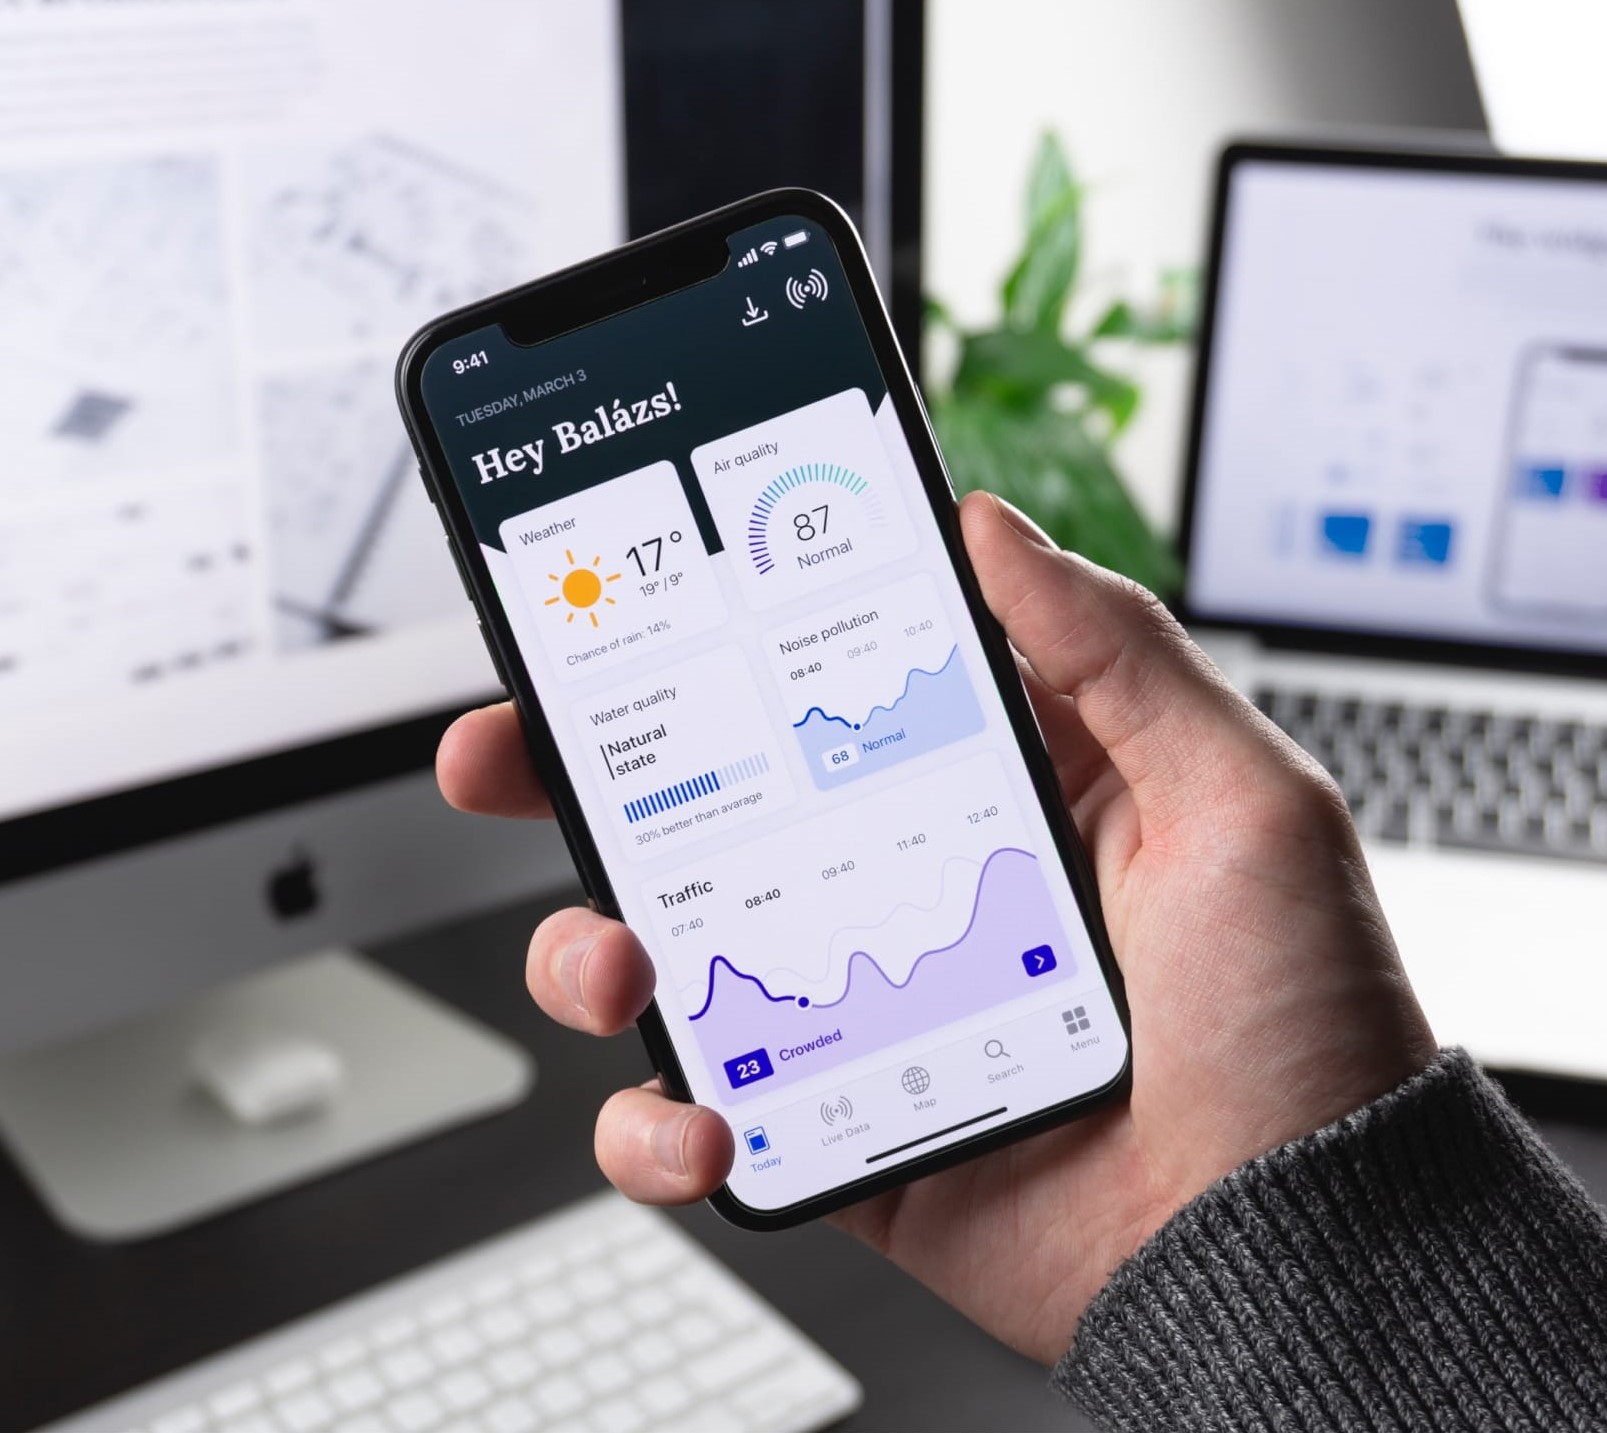 9:41
TUESDAY, MARCH 3
Hey Balázs!
Weather
17°
19° / 9°
Chance of rain: 14%
Air quality
87
Normal
Water quality
Natural
state
30% better than avarage
Noise pollution
08:40 09:40 10:40
68 Normal
Traffic
07:40 08:40 09:40 11:40 12:40
23 Crowded
Today Live Data Map Search Menu